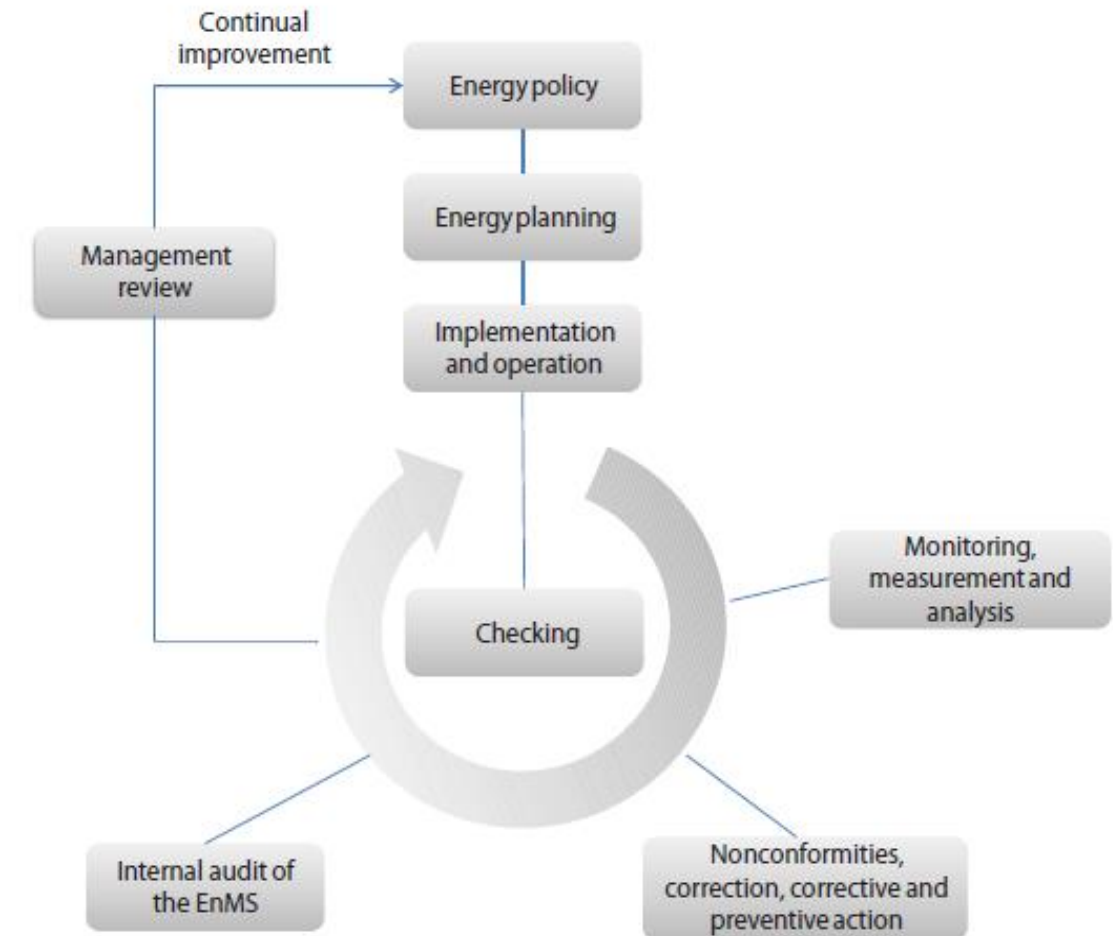 Continual
improvement
Energy policy
Energy planning
Management
review
Implementation
and operation
Monitoring,
measurement and
analysis
Checking
Internal audit of
the EnMS
Nonconformities,
correction, corrective and
preventive action